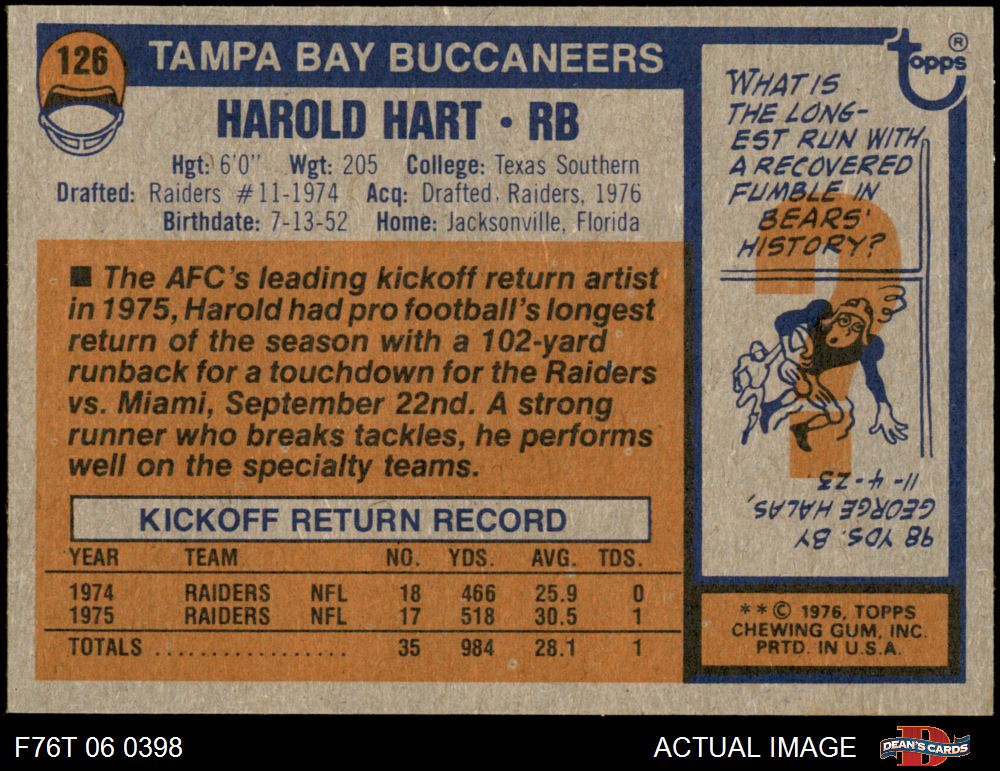 126
TAMPA BAY BUCCANEERS
HAROLD HART • RB
Hgt: 6'0" Wgt: 205 College: Texas Southern
Drafted: Raiders #11-1974 Acq: Drafted, Raiders, 1976
Birthdate: 7-13-52 Home: Jacksonville, Florida
■ The AFC's leading kickoff return artist
in 1975, Harold had pro football's longest
return of the season with a 102-yard
runback for a touchdown for the Raiders
vs. Miami, September 22nd. A strong
runner who breaks tackles, he performs
well on the specialty teams.
KICKOFF RETURN RECORD
YEAR TEAM NO. YDS. AVG. TDS.
1974 RAIDERS NFL 18 466 25.9 0
1975 RAIDERS NFL 17 518 30.5 1
TOTALS .................. 35 984 28.1 1
topps ®
WHAT IS
THE LONG-
EST RUN WITH
A RECOVERED
FUMBLE IN
BEARS'
HISTORY?
98 YDS. BY
GEORGE HALAS,
11-4-23
** © 1976, TOPPS
CHEWING GUM, INC.
PRTD. IN U.S.A.
F76T 06 0398
ACTUAL IMAGE
DEAN'S CARDS